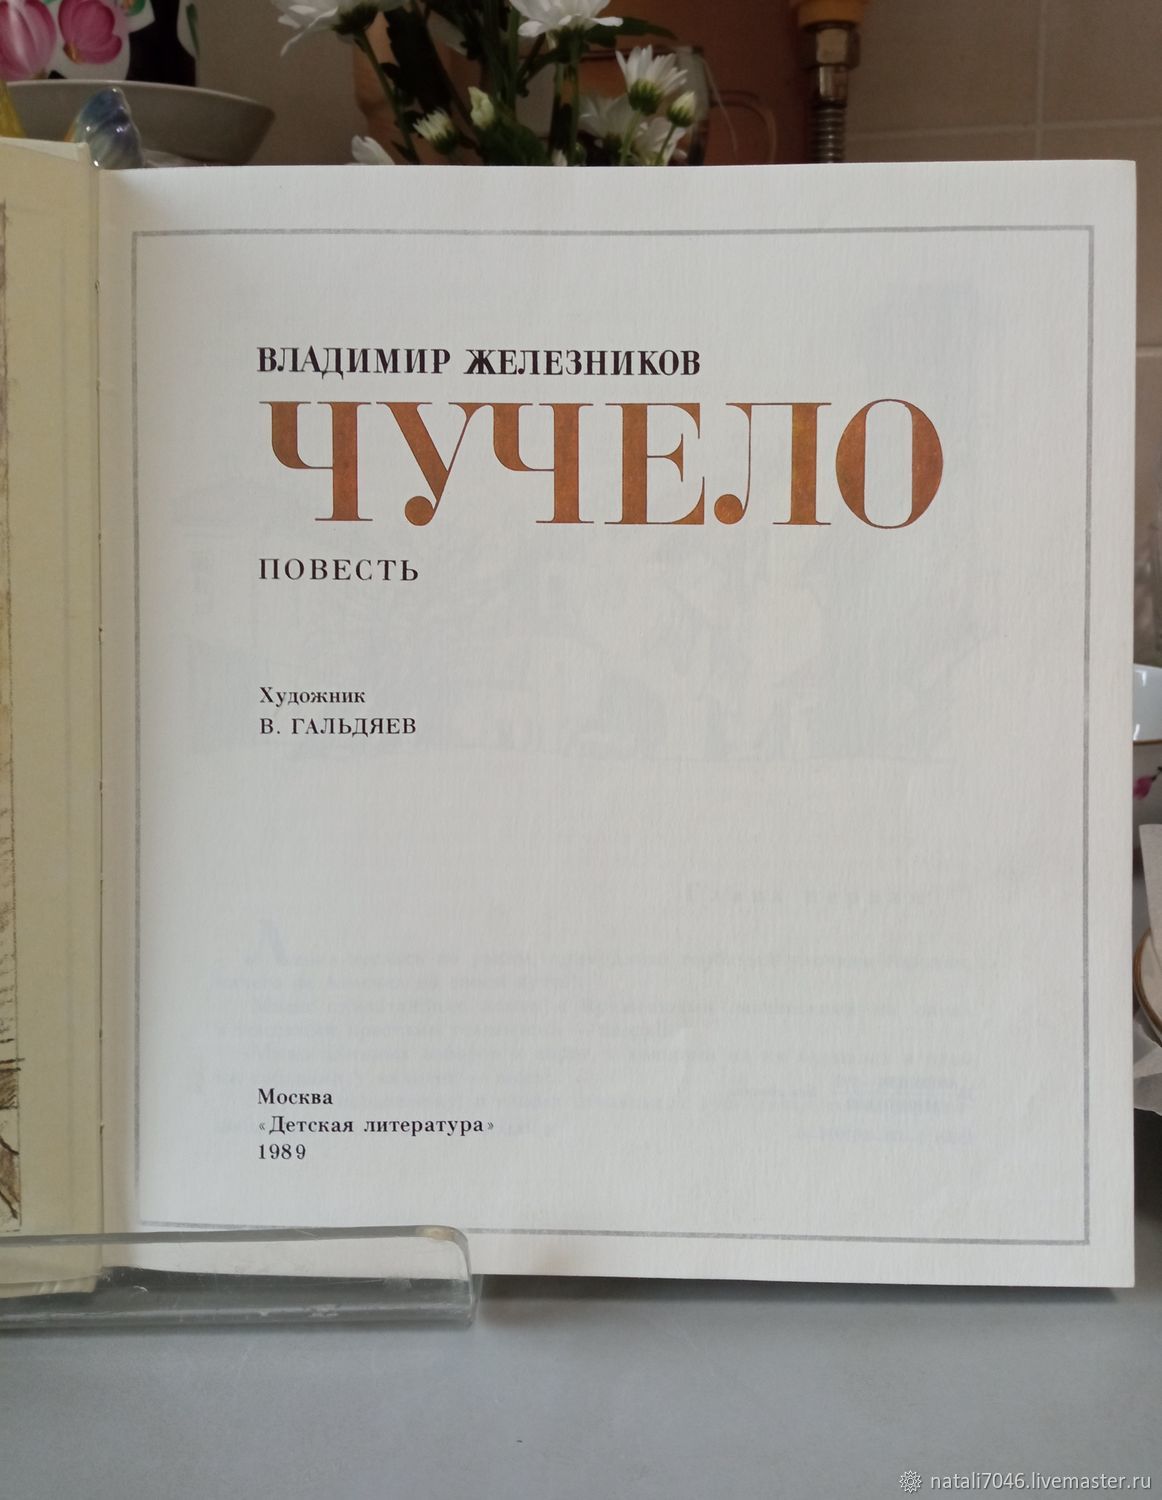 ВЛАДИМИР ЖЕЛЕЗНИКОВ
ЧУЧЕЛО
ПОВЕСТЬ
Художник
В. ГАЛЬДЯЕВ
Москва
«Детская литература»
1989
natali7046.livemaster.ru